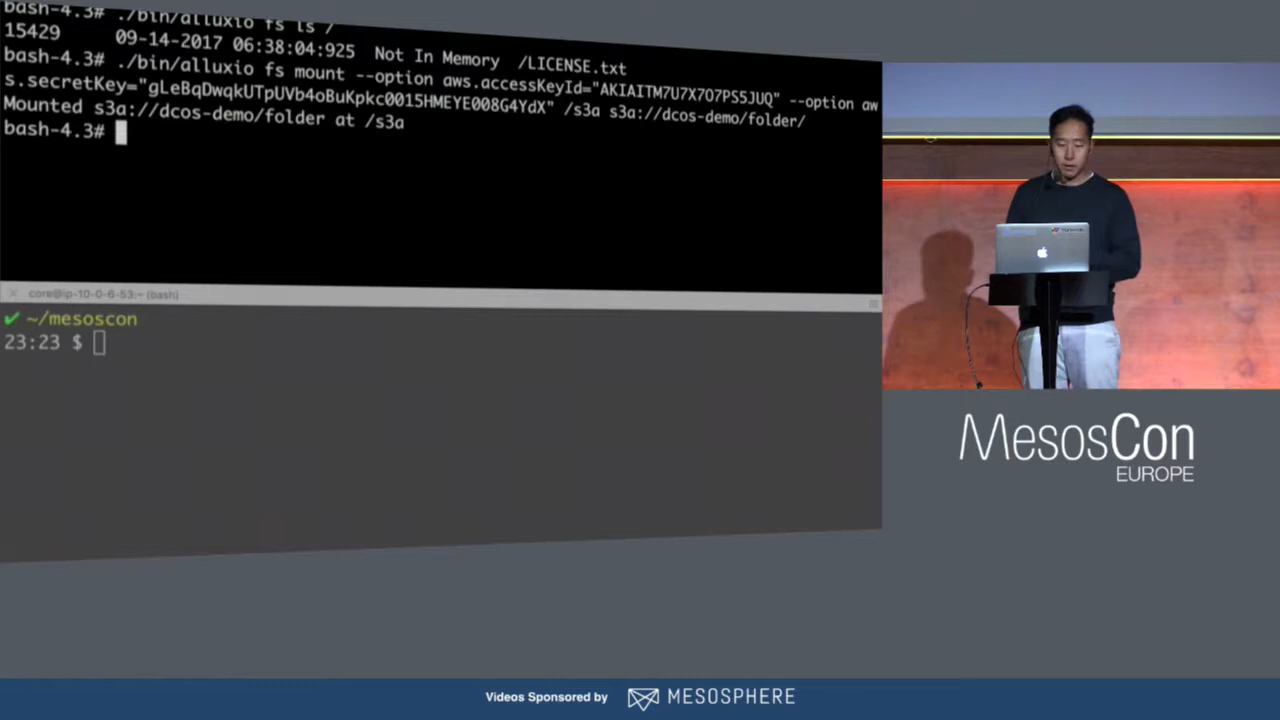 bash-4.3# ./bin/alluxio fs ls /
15429 09-14-2017 06:38:04:925 Not In Memory /LICENSE.txt
bash-4.3# ./bin/alluxio fs mount --option aws.accessKeyId= --option aw
s.secretKey= /s3a s3a://dcos-demo/folder/
Mounted s3a://dcos-demo/folder at /s3a
bash-4.3#
core@ip-10-0-6-53:~ (bash)
✔ ~/mesoscon
23:23 $
MesosCon
EUROPE
Videos Sponsored by MESOSPHERE